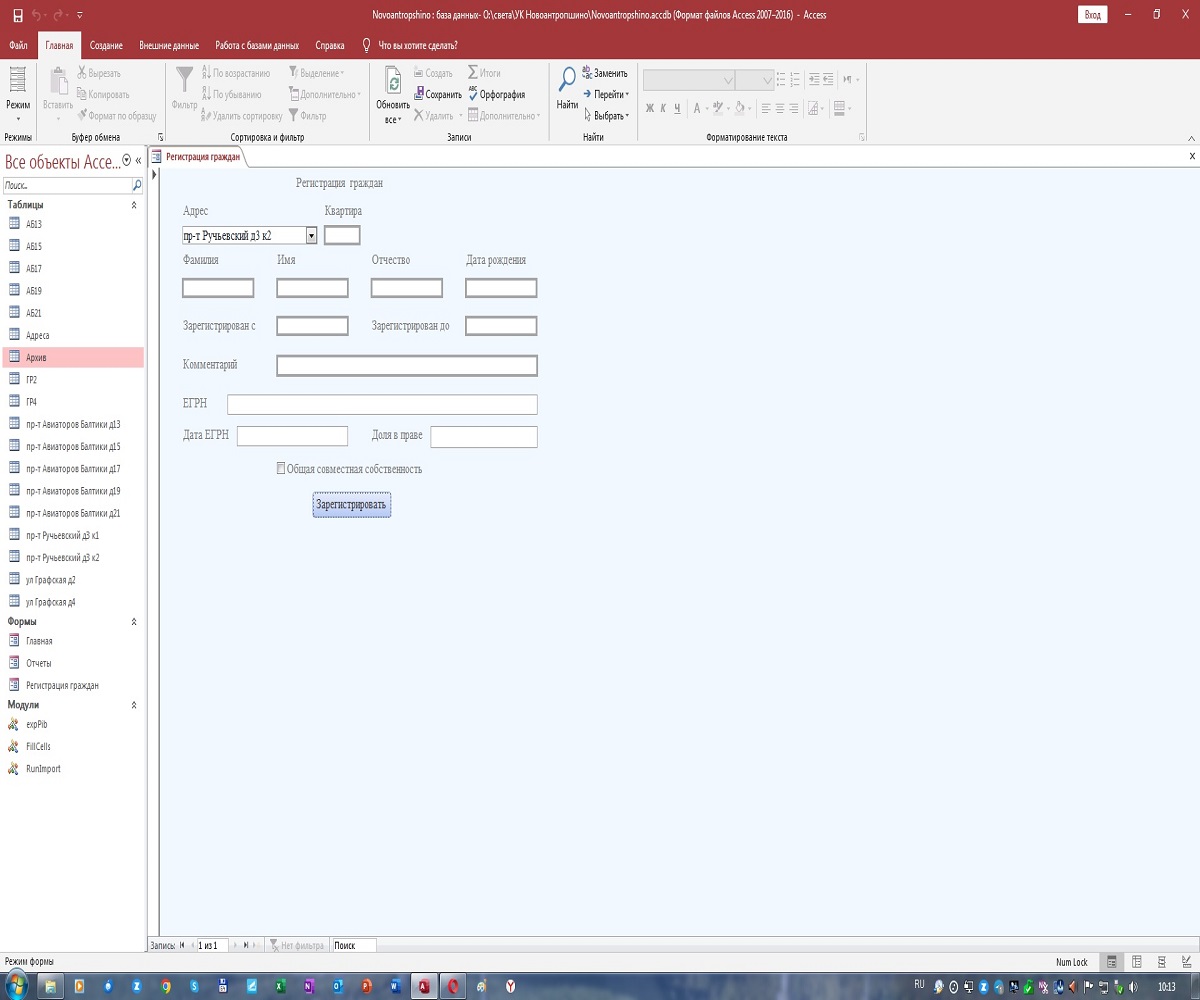 Novoantropshino : база данных- O:\света\УК Новоантропшино\Novoantropshino.accdb (Формат файлов Access 2007–2016) - Access
Вход
Файл Главная Создание Внешние данные Работа с базами данных Справка Что вы хотите сделать?
Режим
Режимы
Вставить
Вырезать
Копировать
Формат по образцу
Буфер обмена
Фильтр
По возрастанию
По убыванию
Удалить сортировку
Выделение
Дополнительно
Фильтр
Сортировка и фильтр
Обновить
все
Создать
Сохранить
Удалить
Итоги
Орфография
Дополнительно
Записи
Найти
Заменить
Перейти
Выбрать
Найти
Ж К Ч
А
Форматирование текста
Все объекты Acce...
Поиск...
Таблицы
АБ13
АБ15
АБ17
АБ19
АБ21
Адреса
Архив
ГР2
ГР4
пр-т Авиаторов Балтики д13
пр-т Авиаторов Балтики д15
пр-т Авиаторов Балтики д17
пр-т Авиаторов Балтики д19
пр-т Авиаторов Балтики д21
пр-т Ручьевский д3 к1
пр-т Ручьевский д3 к2
ул Графская д2
ул Графская д4
Формы
Главная
Отчеты
Регистрация граждан
Модули
expPib
FillCells
RunImport
Регистрация граждан
Регистрация граждан
Адрес Квартира
пр-т Ручьевский д3 к2
Фамилия Имя Отчество Дата рождения
Зарегистрирован с Зарегистрирован до
Комментарий
ЕГРН
Дата ЕГРН Доля в праве
Общая совместная собственность
Зарегистрировать
Запись: 1 из 1 Нет фильтра Поиск
Режим формы
Num Lock
RU
10:13